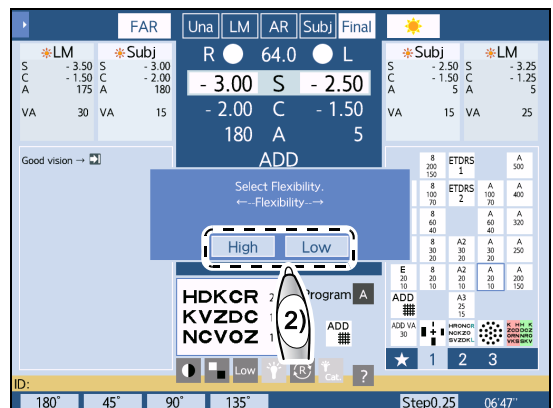 FAR
Una LM AR Subj Final
LM Subj
S - 3.50 S - 3.00
C - 1.50 C - 2.00
A 175 A 180
VA 30 VA 15
R 64.0 L
- 3.00 S - 2.50
- 2.00 C - 1.50
180 A 5
ADD
Subj LM
S - 2.50 S - 3.25
C - 1.50 C - 1.25
A 5 A 5
VA 15 VA 25
Good vision →
Select Flexibility.
←--Flexibility--→
High Low
2)
8 200 150 ETDRS 1 A 500
8 100 70 ETDRS 2 A 100 70 A 400
8 60 40 A 60 40 A 320
8 30 20 A2 30 20 A 30 20 A 250
E 20 10 8 20 10 A2 20 10 A 20 10 A 200 150
ADD A3 25 15
ADD VA 30 HRONCR NCKZO SVZDKL
HDKCR
KVZDC
NCVOZ
Program A
ADD
★ 1 2 3
Low R Cat. ?
ID:
180° 45° 90° 135° Step0.25 06'47''